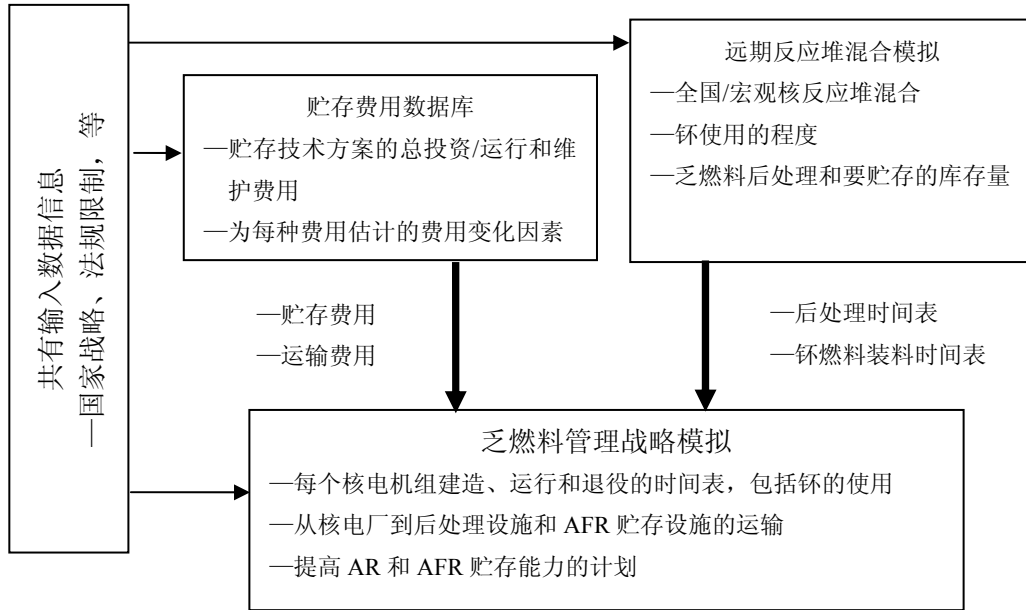 共有输入数据信息
—国家战略、法规限制，等
贮存费用数据库
—贮存技术方案的总投资/运行和维
护费用
—为每种费用估计的费用变化因素
远期反应堆混合模拟
—全国/宏观核反应堆混合
—钚使用的程度
—乏燃料后处理和要贮存的库存量
—贮存费用
—运输费用
—后处理时间表
—钚燃料装料时间表
乏燃料管理战略模拟
—每个核电机组建造、运行和退役的时间表，包括钚的使用
—从核电厂到后处理设施和 AFR 贮存设施的运输
—提高 AR 和 AFR 贮存能力的计划